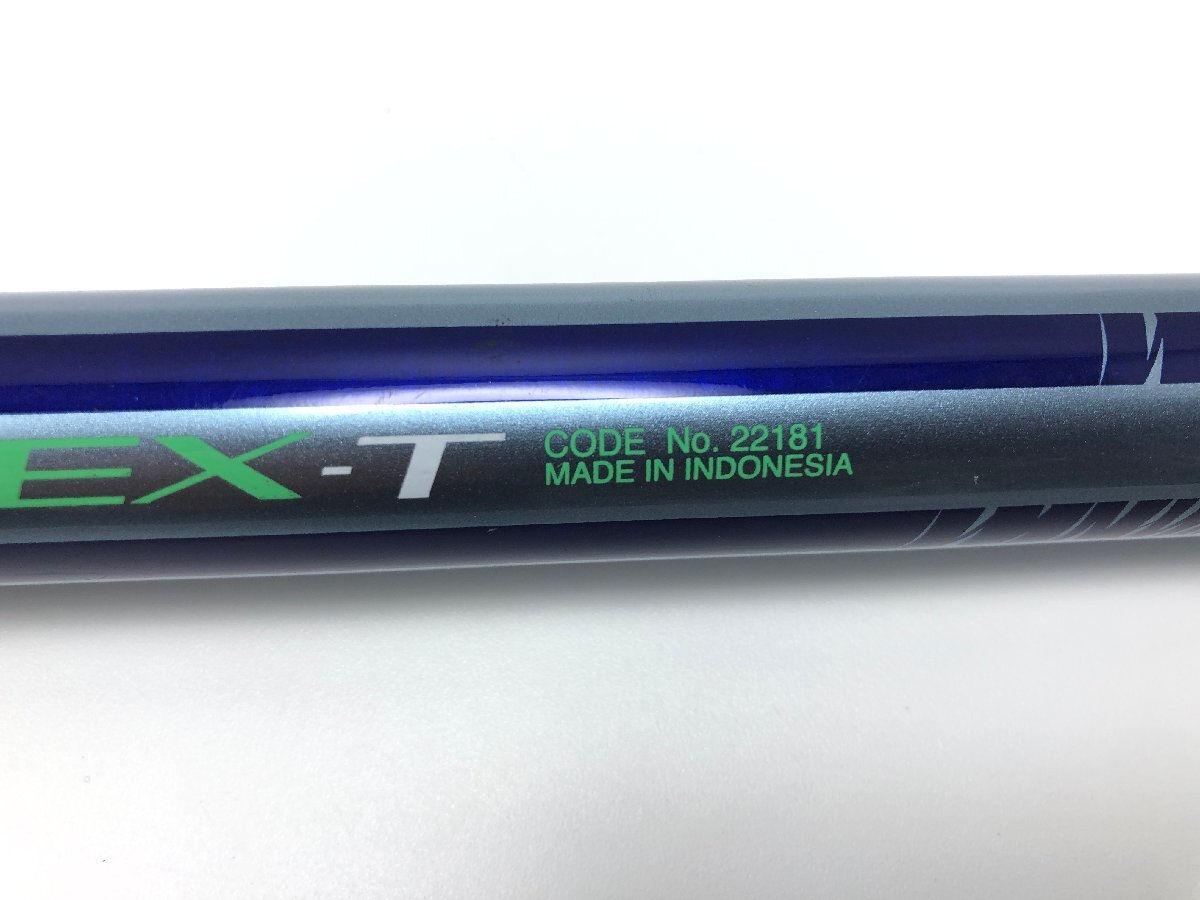 EX-T
CODE No. 22181
MADE IN INDONESIA